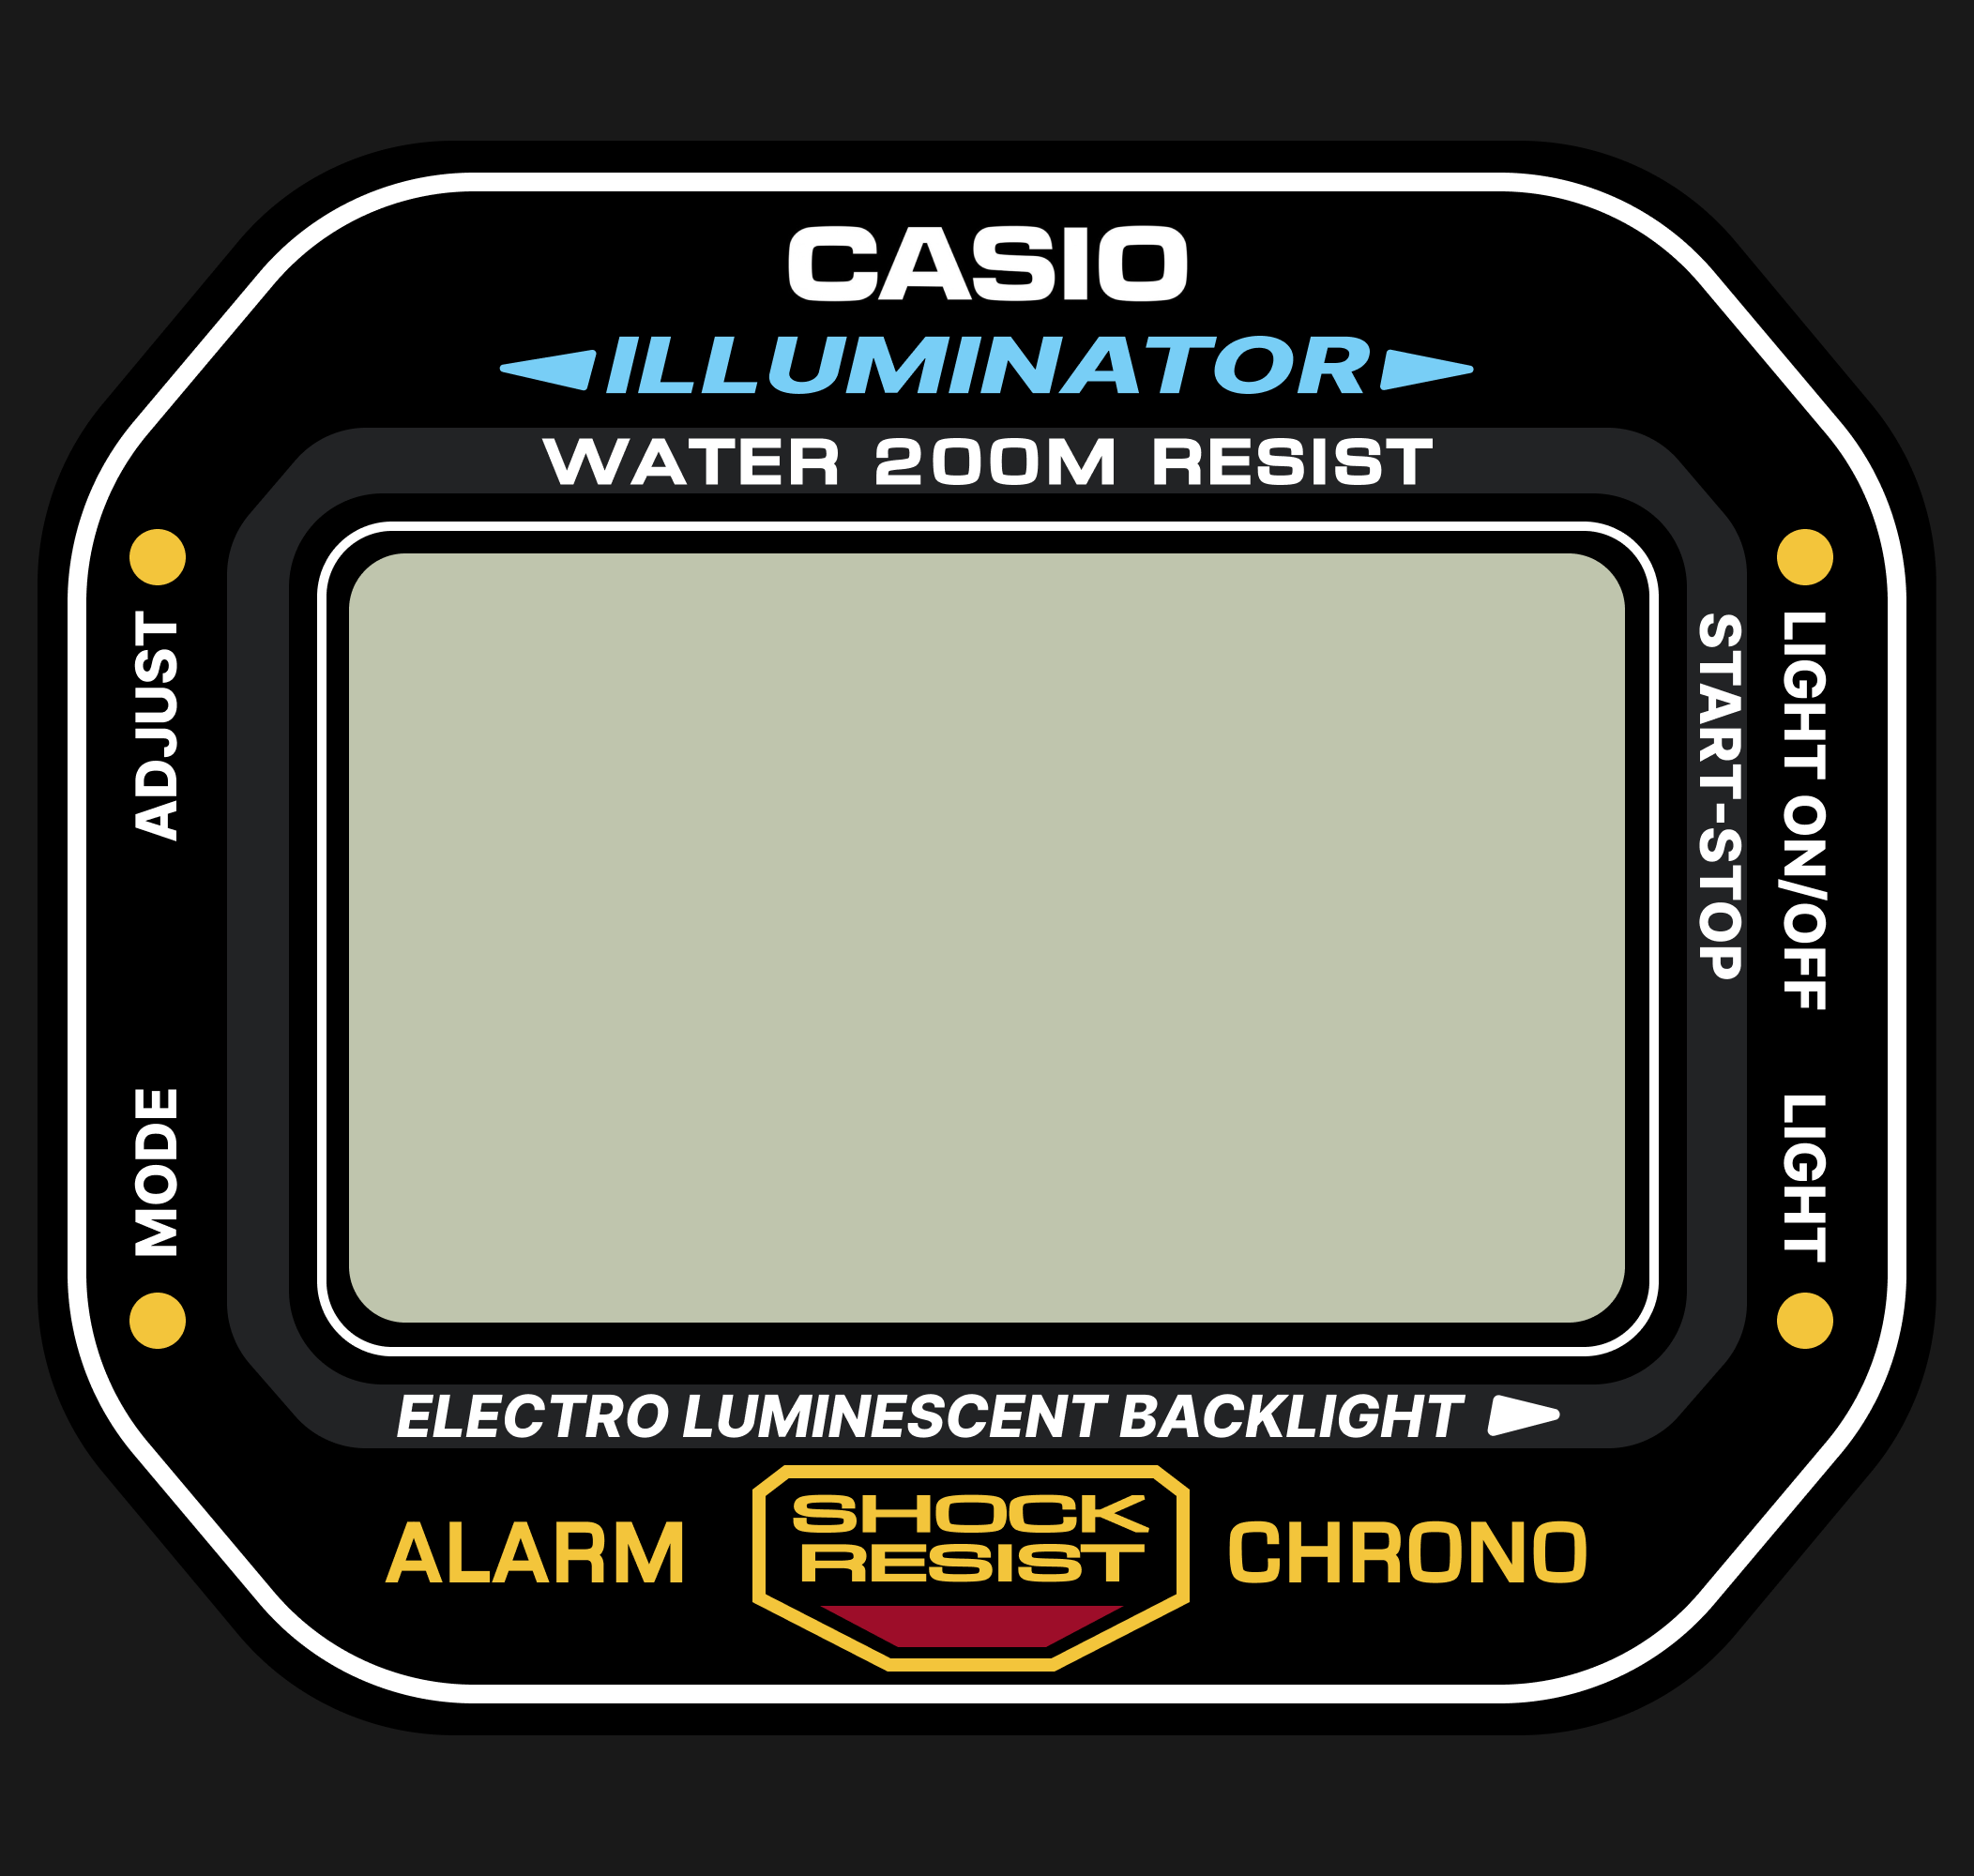 CASIO
ILLUMINATOR
WATER 200M RESIST
ADJUST
MODE
START-STOP
LIGHT ON/OFF
LIGHT
ELECTRO LUMINESCENT BACKLIGHT
ALARM
SHOCK
RESIST
CHRONO